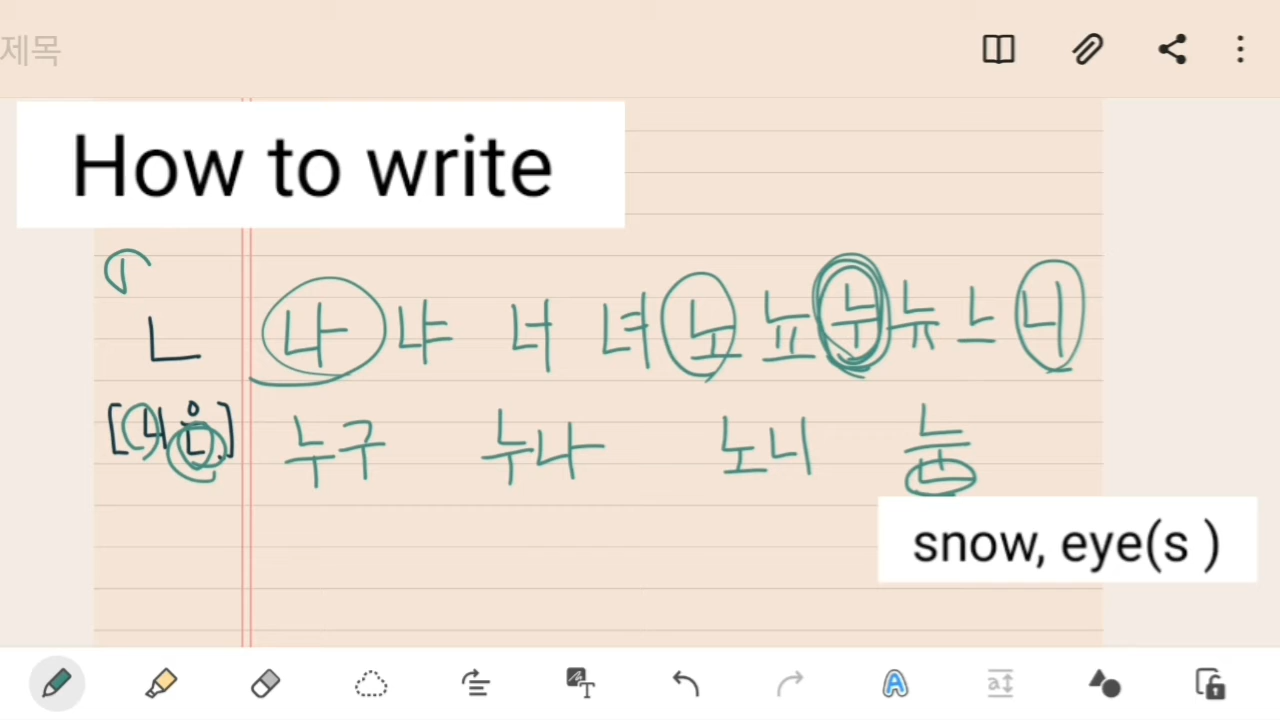 제목
How to write
ㄴ 나 냐 너 녀 노 뇨 누 뉴 느 니
[니은] 누구 누나 노니 눈
snow, eye(s )